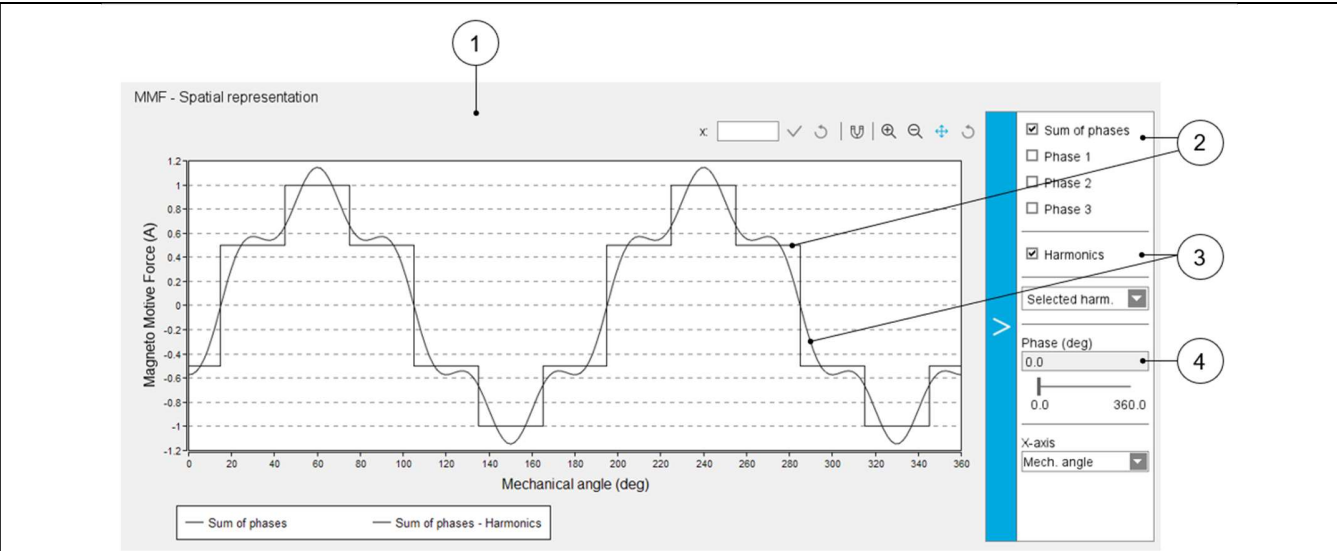 1
MMF - Spatial representation
x:
Sum of phases
Phase 1
Phase 2
Phase 3
2
Harmonics
3
Selected harm.
>
Phase (deg)
0.0
4
0.0 360.0
X-axis
Mech. angle
Magneto Motive Force (A)
1.2
1
0.8
0.6
0.4
0.2
0
-0.2
-0.4
-0.6
-0.8
-1
-1.2
0 20 40 60 80 100 120 140 160 180 200 220 240 260 280 300 320 340 360
Mechanical angle (deg)
Sum of phases Sum of phases - Harmonics